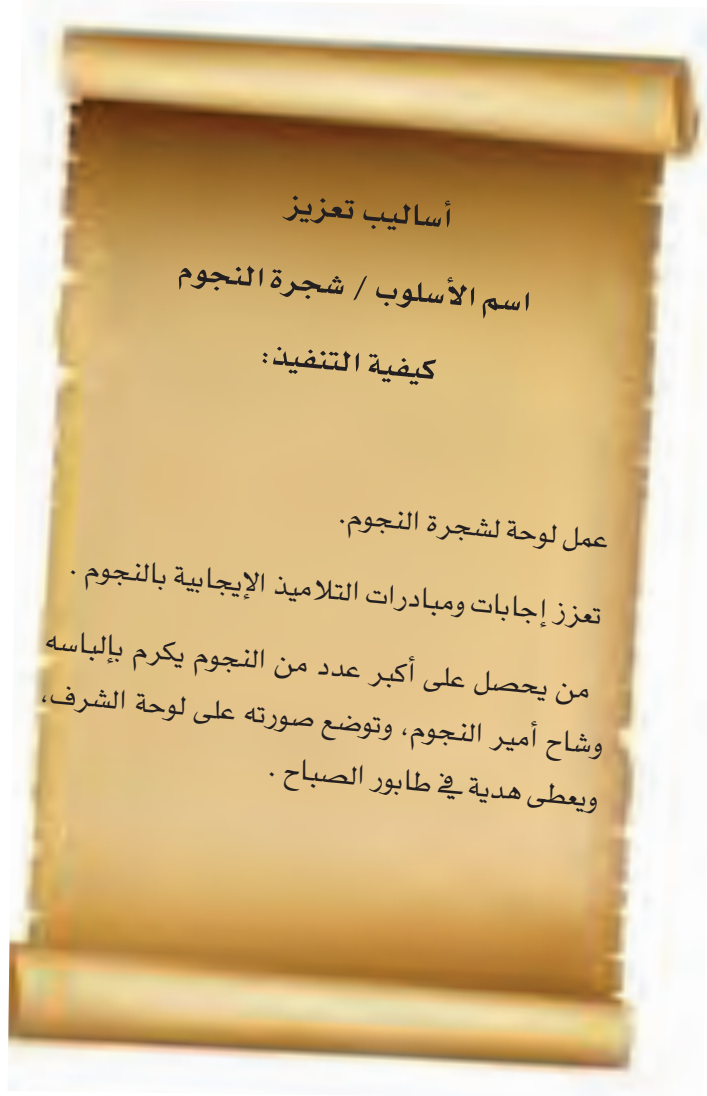 أساليب تعزيز
اسم الأسلوب / شجرة النجوم
كيفية التنفيذ:
عمل لوحة لشجرة النجوم.
تعزز إجابات ومبادرات التلاميذ الإيجابية بالنجوم .
من يحصل على أكبر عدد من النجوم يكرم بإلباسه
وشاح أمير النجوم، وتوضع صورته على لوحة الشرف،
ويعطى هدية في طابور الصباح .